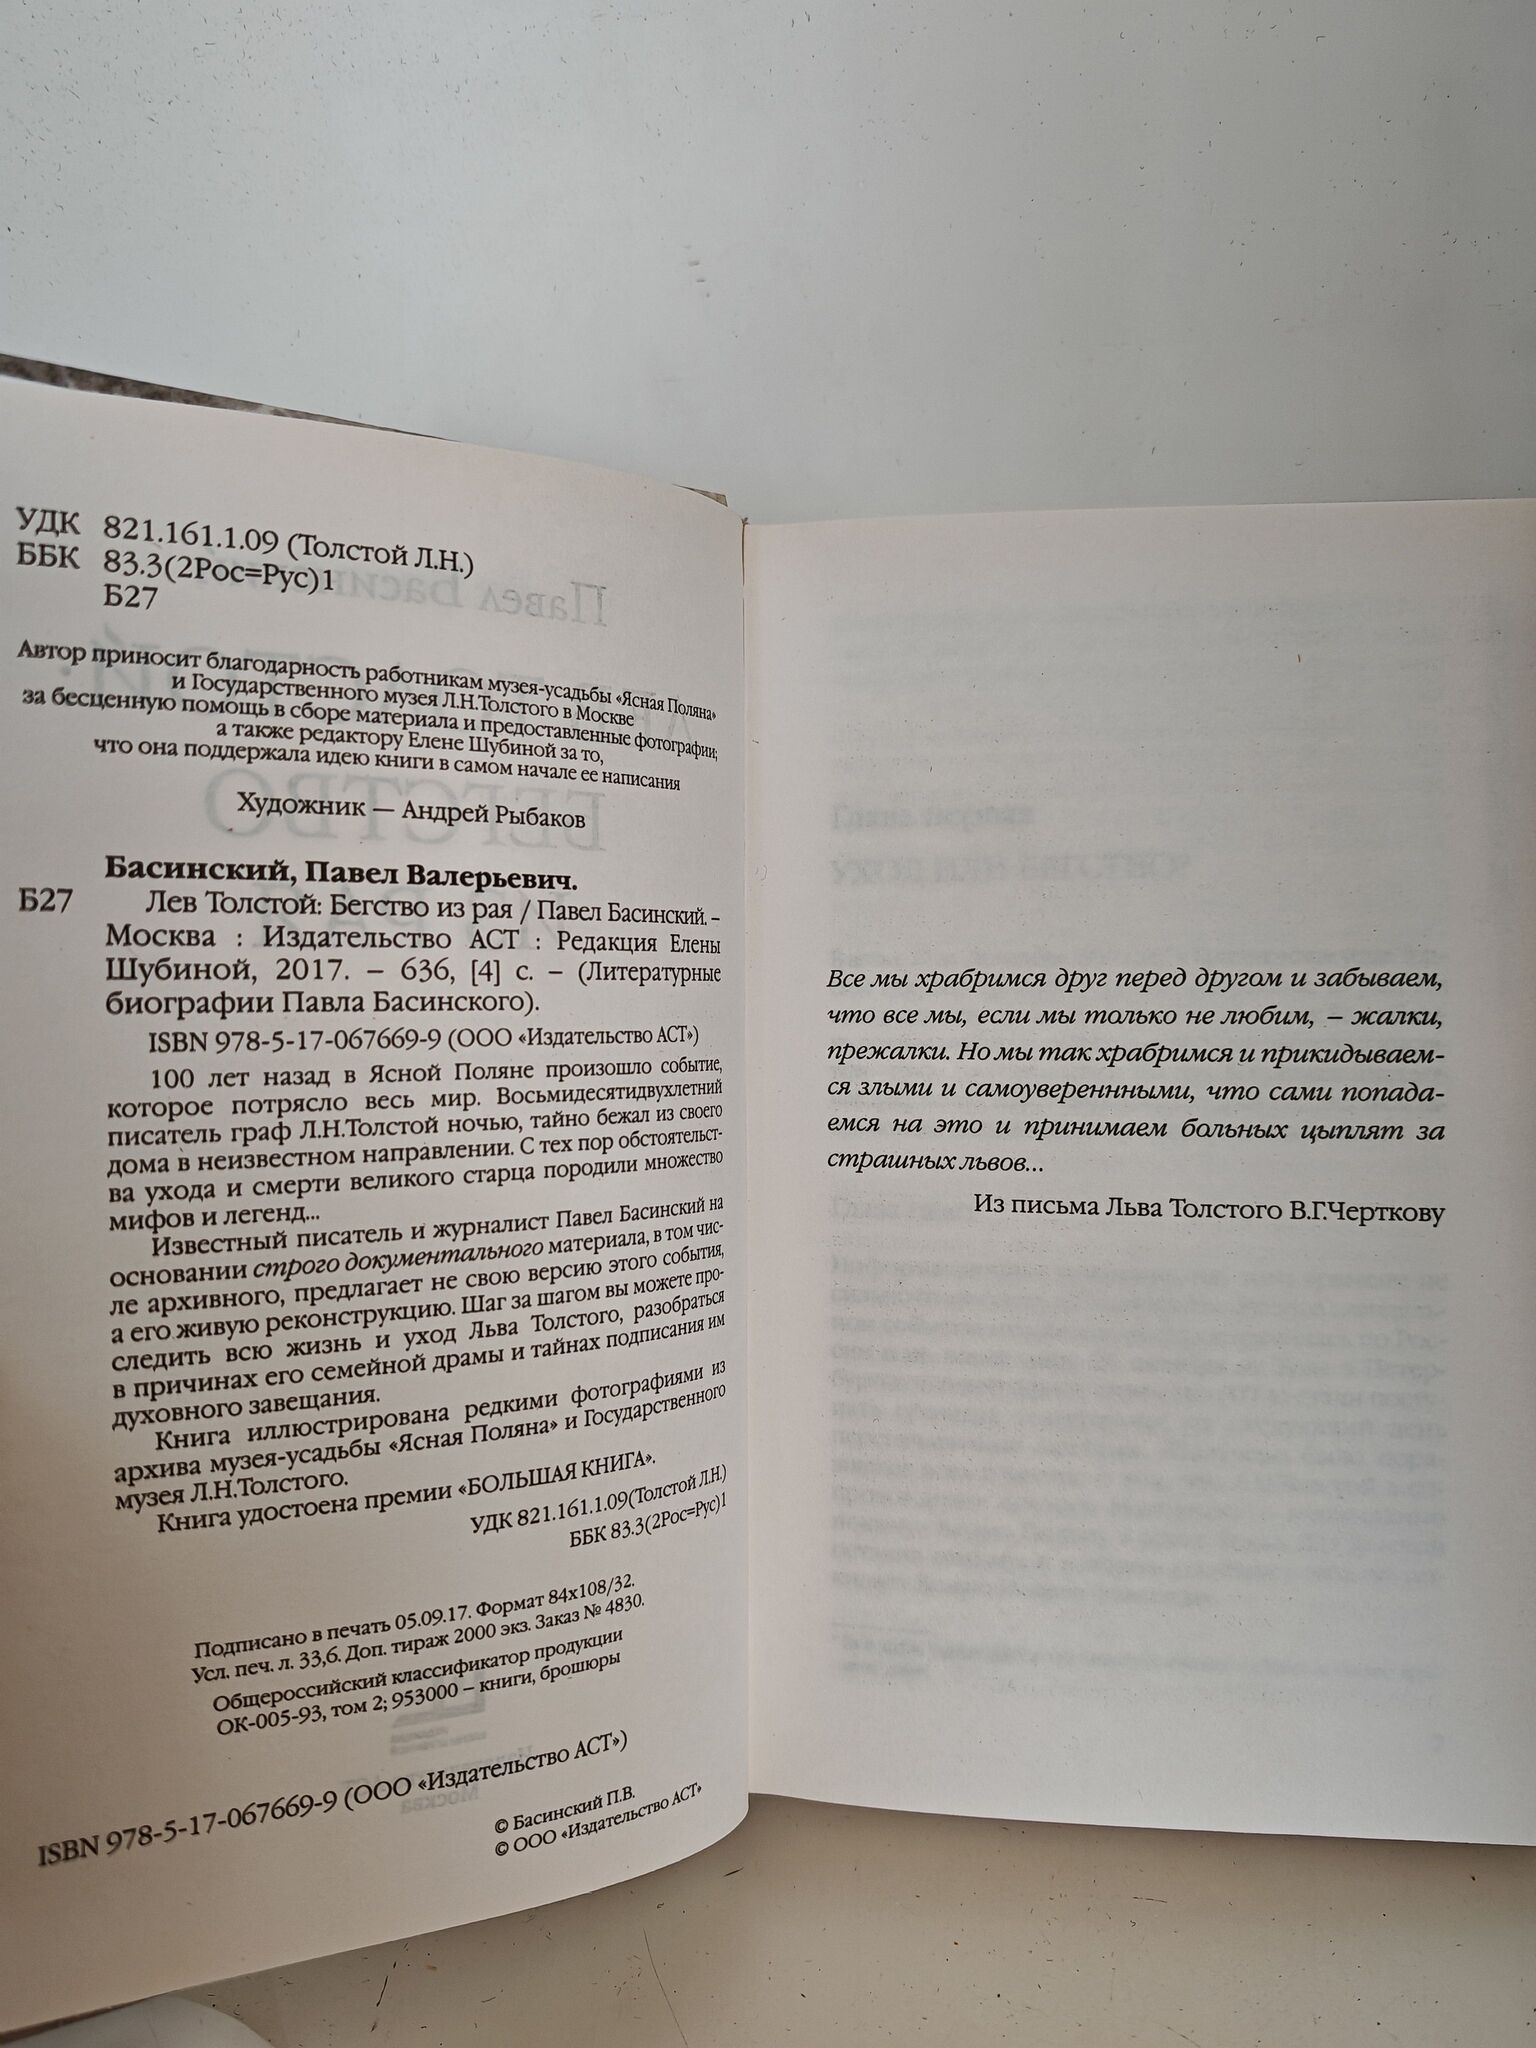 УДК 821.161.1.09 (Толстой Л.Н.)
ББК 83.3(2Рос=Рус)1
Б27
Автор приносит благодарность работникам музея-усадьбы «Ясная Поляна»
и Государственного музея Л.Н.Толстого в Москве
за бесценную помощь в сборе материала и предоставленные фотографии;
а также редактору Елене Шубиной за то,
что она поддержала идею книги в самом начале ее написания
Художник — Андрей Рыбаков
Басинский, Павел Валерьевич.
Б27 Лев Толстой: Бегство из рая / Павел Басинский. –
Москва : Издательство АСТ : Редакция Елены
Шубиной, 2017. – 636, [4] с. – (Литературные
биографии Павла Басинского).
ISBN 978-5-17-067669-9 (ООО «Издательство АСТ»)
100 лет назад в Ясной Поляне произошло событие,
которое потрясло весь мир. Восьмидесятидвухлетний
писатель граф Л.Н.Толстой ночью, тайно бежал из своего
дома в неизвестном направлении. С тех пор обстоятельст-
ва ухода и смерти великого старца породили множество
мифов и легенд...
Известный писатель и журналист Павел Басинский на
основании строго документального материала, в том чис-
ле архивного, предлагает не свою версию этого события,
а его живую реконструкцию. Шаг за шагом вы можете про-
следить всю жизнь и уход Льва Толстого, разобраться
в причинах его семейной драмы и тайнах подписания им
духовного завещания.
Книга иллюстрирована редкими фотографиями из
архива музея-усадьбы «Ясная Поляна» и Государственного
музея Л.Н.Толстого.
Книга удостоена премии «БОЛЬШАЯ КНИГА».
УДК 821.161.1.09(Толстой Л.Н.)
ББК 83.3(2Рос=Рус)1
Подписано в печать 05.09.17. Формат 84x108/32.
Усл. печ. л. 33,6. Доп. тираж 2000 экз. Заказ № 4830.
Общероссийский классификатор продукции
ОК-005-93, том 2; 953000 – книги, брошюры
ISBN 978-5-17-067669-9 (ООО «Издательство АСТ»)
© Басинский П.В.
© ООО «Издательство АСТ»
Все мы храбримся друг перед другом и забываем,
что все мы, если мы только не любим, – жалки,
прежалки. Но мы так храбримся и прикидываем-
ся злыми и самоувереннными, что сами попада-
емся на это и принимаем больных цыплят за
страшных львов...
Из письма Льва Толстого В.Г.Черткову